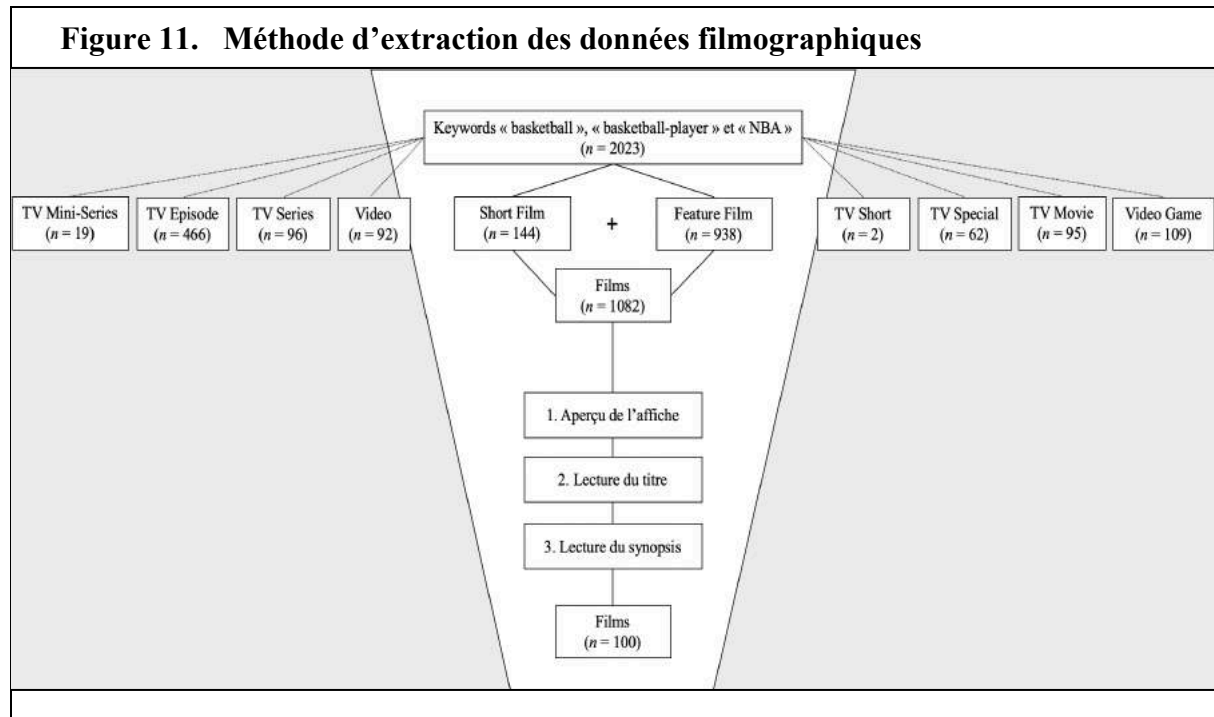 Figure 11. Méthode d’extraction des données filmographiques
Keywords « basketball », « basketball-player » et « NBA »
(n = 2023)
TV Mini-Series
(n = 19)
TV Episode
(n = 466)
TV Series
(n = 96)
Video
(n = 92)
Short Film
(n = 144)
+
Feature Film
(n = 938)
TV Short
(n = 2)
TV Special
(n = 62)
TV Movie
(n = 95)
Video Game
(n = 109)
Films
(n = 1082)
1. Aperçu de l’affiche
2. Lecture du titre
3. Lecture du synopsis
Films
(n = 100)